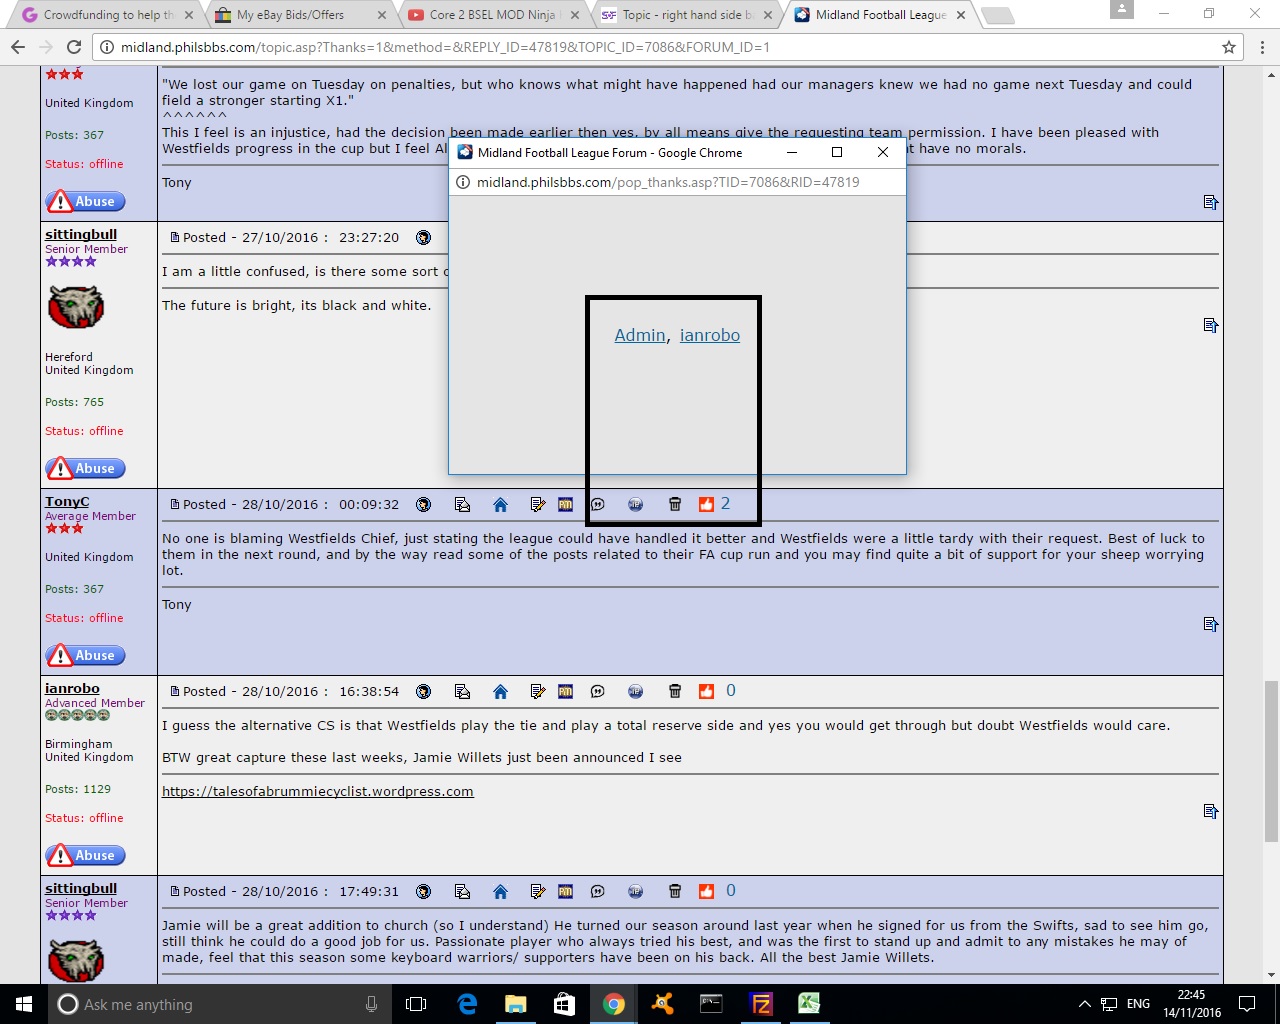 Crowdfunding to help th
My eBay Bids/Offers
Core 2 BSEL MOD Ninja
Topic - right hand side b
Midland Football League
midland.philsbbs.com/topic.asp?Thanks=1&method=&REPLY_ID=47819&TOPIC_ID=7086&FORUM_ID=1
United Kingdom
Posts: 367
Status: offline
Abuse
"We lost our game on Tuesday on penalties, but who knows what might have happened had our managers knew we had no game next Tuesday and could
field a stronger starting X1."
^^^^^^
This I feel is an injustice, had the decision been made earlier then yes, by all means give the requesting team permission. I have been pleased with
Westfields progress in the cup but I feel Al
t have no morals.
Tony
Midland Football League Forum - Google Chrome
midland.philsbbs.com/pop_thanks.asp?TID=7086&RID=47819
Admin, ianrobo
sittingbull
Senior Member
Hereford
United Kingdom
Posts: 765
Status: offline
Abuse
Posted - 27/10/2016 : 23:27:20
I am a little confused, is there some sort o
The future is bright, its black and white.
TonyC
Average Member
United Kingdom
Posts: 367
Status: offline
Abuse
Posted - 28/10/2016 : 00:09:32
2
No one is blaming Westfields Chief, just stating the league could have handled it better and Westfields were a little tardy with their request. Best of luck to
them in the next round, and by the way read some of the posts related to their FA cup run and you may find quite a bit of support for your sheep worrying
lot.
Tony
ianrobo
Advanced Member
Birmingham
United Kingdom
Posts: 1129
Status: offline
Abuse
Posted - 28/10/2016 : 16:38:54
0
I guess the alternative CS is that Westfields play the tie and play a total reserve side and yes you would get through but doubt Westfields would care.
BTW great capture these last weeks, Jamie Willets just been announced I see
https://talesofabrummiecyclist.wordpress.com
sittingbull
Senior Member
Posted - 28/10/2016 : 17:49:31
0
Jamie will be a great addition to church (so I understand) He turned our season around last year when he signed for us from the Swifts, sad to see him go,
still think he could do a good job for us. Passionate player who always tried his best, and was the first to stand up and admit to any mistakes he may of
made, feel that this season some keyboard warriors/ supporters have been on his back. All the best Jamie Willets.
Ask me anything
ENG
22:45
14/11/2016